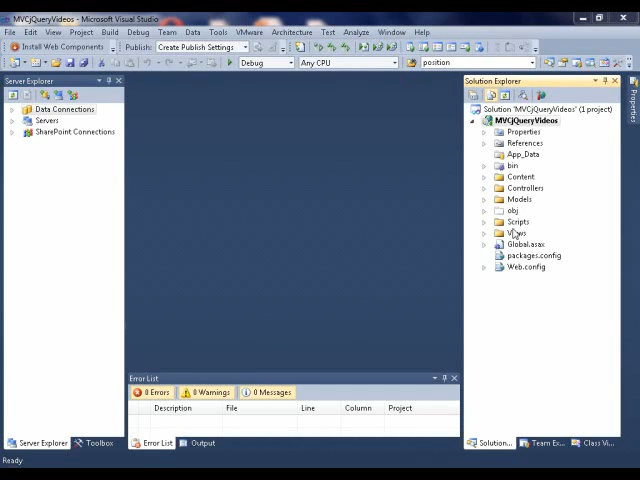 MVCjQueryVideos - Microsoft Visual Studio
File Edit View Project Build Debug Team Data Tools VMware Architecture Test Analyze Window Help
Install Web Components Publish: Create Publish Settings
Debug Any CPU position
Server Explorer
Data Connections
Servers
SharePoint Connections
Solution Explorer
Solution 'MVCjQueryVideos' (1 project)
MVCjQueryVideos
Properties
References
App_Data
bin
Content
Controllers
Models
obj
Scripts
Views
Global.asax
packages.config
Web.config
Properties
Error List
0 Errors 0 Warnings 0 Messages
Description File Line Column Project
Server Explorer Toolbox
Error List Output
Solution... Team Ex... Class Vi...
Ready